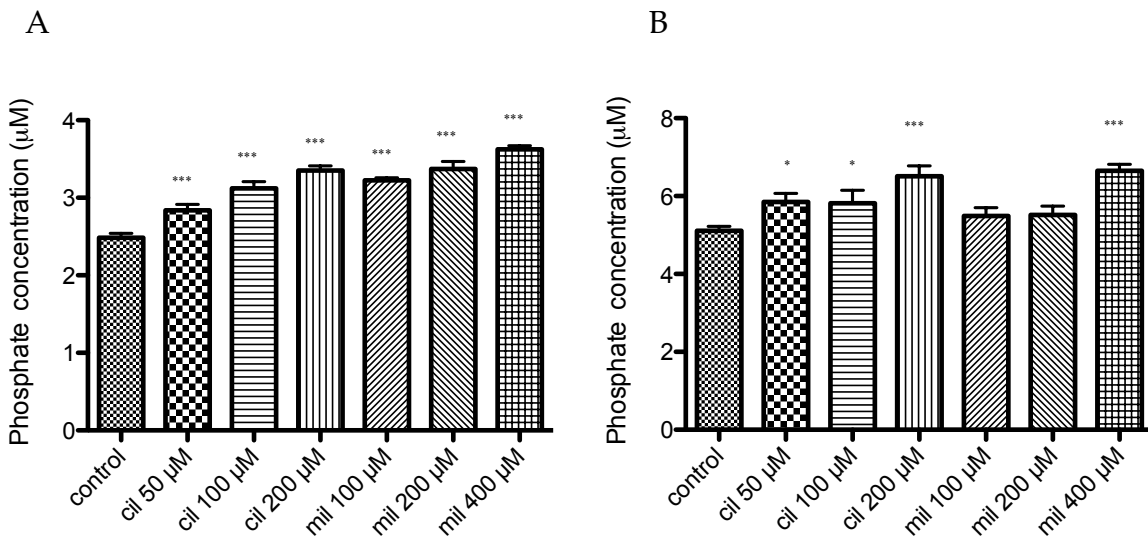 A
Phosphate concentration (μM)
4
3
2
1
0
***
***
***
***
***
***
control
cil 50 μM
cil 100 μM
cil 200 μM
mil 100 μM
mil 200 μM
mil 400 μM
B
Phosphate concentration (μM)
8
6
4
2
0
*
*
***
***
control
cil 50 μM
cil 100 μM
cil 200 μM
mil 100 μM
mil 200 μM
mil 400 μM